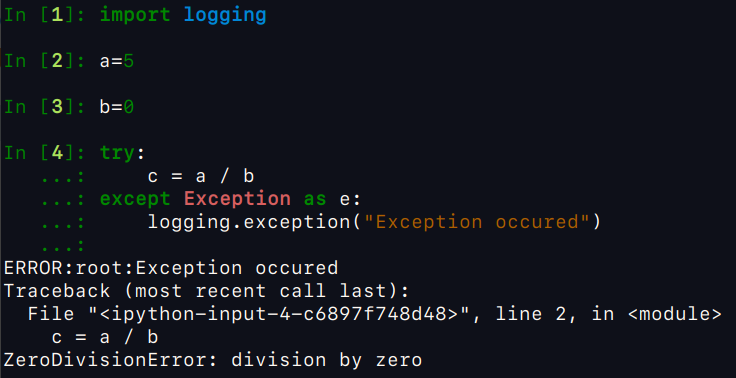 In [1]: import logging
In [2]: a=5
In [3]: b=0
In [4]: try:
   ...:     c = a / b
   ...: except Exception as e:
   ...:     logging.exception("Exception occured")
   ...:
ERROR:root:Exception occured
Traceback (most recent call last):
  File "<ipython-input-4-c6897f748d48>", line 2, in <module>
    c = a / b
ZeroDivisionError: division by zero